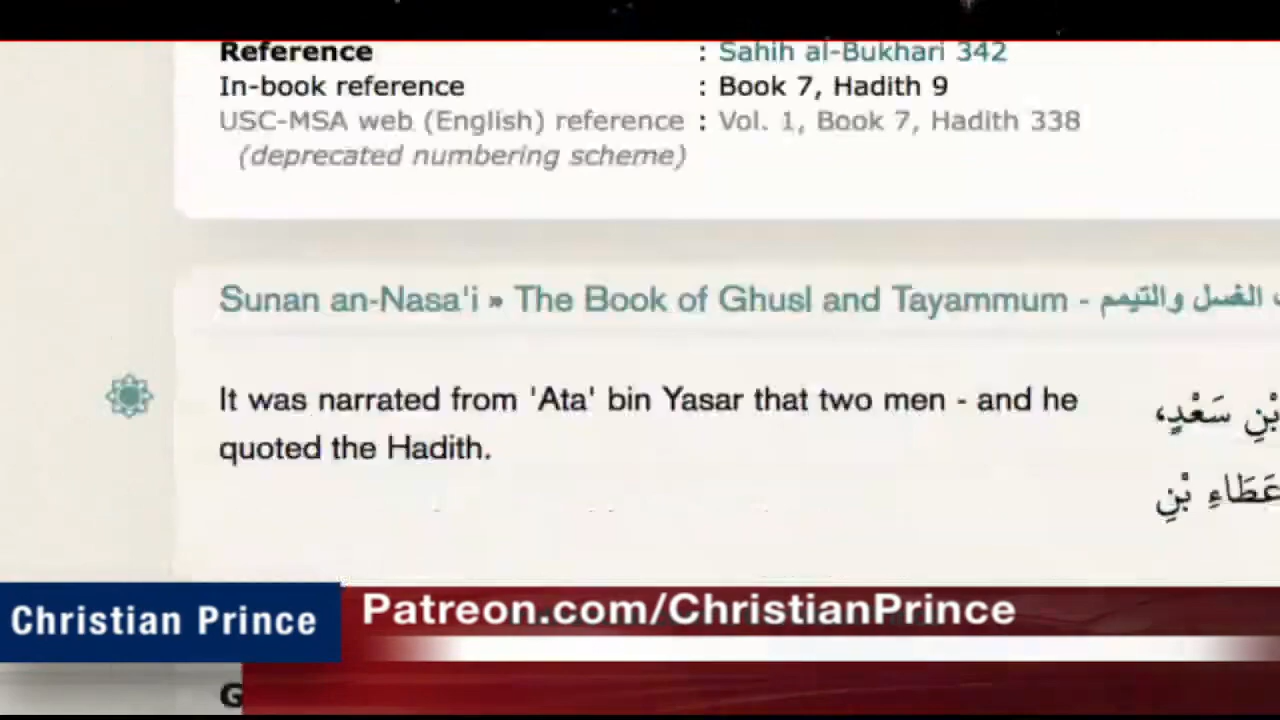 Reference : Sahih al-Bukhari 342
In-book reference : Book 7, Hadith 9
USC-MSA web (English) reference : Vol. 1, Book 7, Hadith 338
(deprecated numbering scheme)
Sunan an-Nasa'i » The Book of Ghusl and Tayammum - الغسل والتيمم
It was narrated from 'Ata' bin Yasar that two men - and he
quoted the Hadith.
بْنِ سَعْدٍ،
عَطَاءِ بْنِ
Christian Prince
Patreon.com/ChristianPrince
G